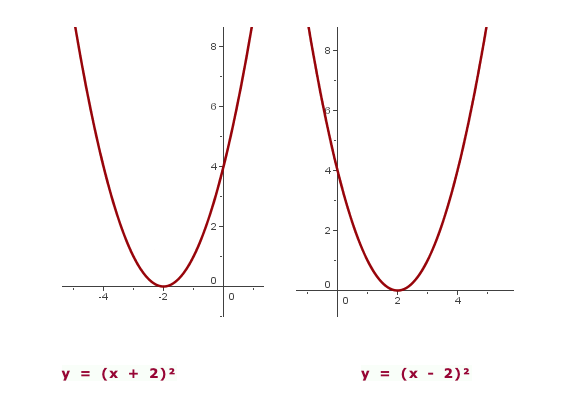 8
6
4
2
0
-4 -2 0
8
6
4
2
0
0 2 4
y = (x + 2)²
y = (x - 2)²